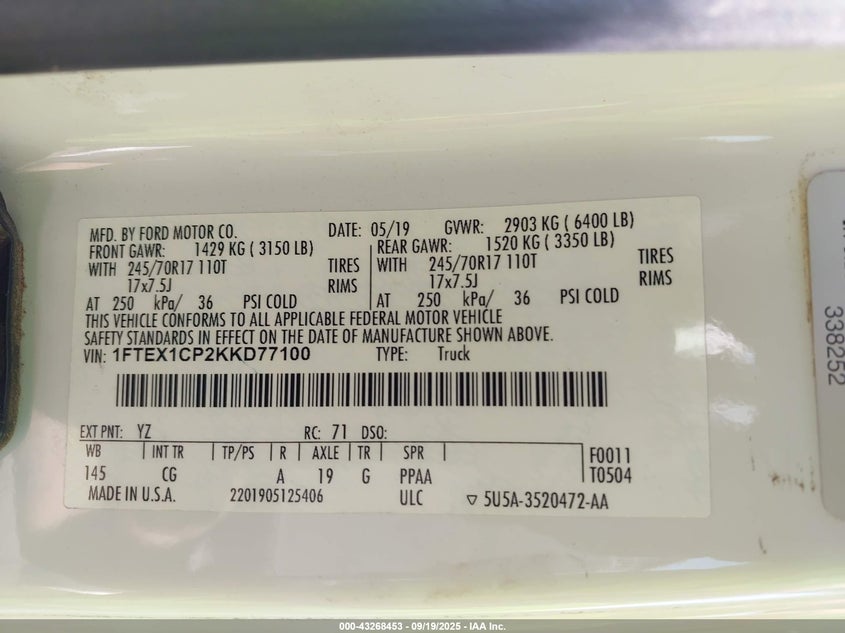 MFD. BY FORD MOTOR CO. DATE: 05/19 GVWR: 2903 KG ( 6400 LB)
FRONT GAWR: 1429 KG ( 3150 LB) REAR GAWR: 1520 KG ( 3350 LB)
WITH 245/70R17 110T TIRES WITH 245/70R17 110T TIRES
17x7.5J RIMS 17x7.5J RIMS
AT 250 kPa/ 36 PSI COLD AT 250 kPa/ 36 PSI COLD
THIS VEHICLE CONFORMS TO ALL APPLICABLE FEDERAL MOTOR VEHICLE
SAFETY STANDARDS IN EFFECT ON THE DATE OF MANUFACTURE SHOWN ABOVE.
VIN: 1FTEX1CP2KKD77100 TYPE: Truck
EXT PNT: YZ RC: 71 DSO:
WB INT TR TP/PS R AXLE TR SPR F0011
145 CG A 19 G PPAA T0504
MADE IN U.S.A. 2201905125406 ULC ▽ 5U5A-3520472-AA
338252
000-43268453 - 09/19/2025 - IAA Inc.